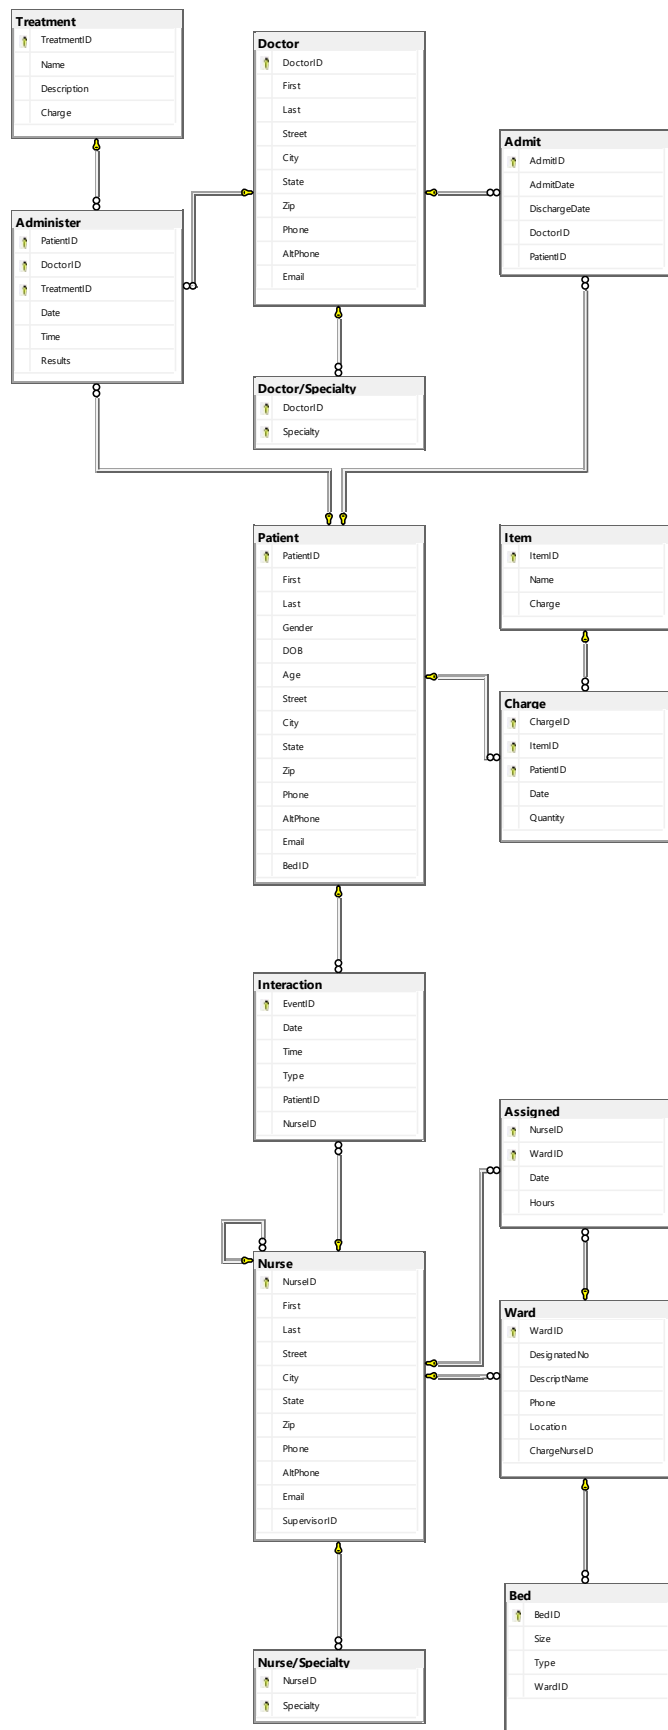 Treatment
TreatmentID
Name
Description
Charge
Doctor
DoctorID
First
Last
Street
City
State
Zip
Phone
AltPhone
Email
Admit
AdmitID
AdmitDate
DischargeDate
DoctorID
PatientID
Administer
PatientID
DoctorID
TreatmentID
Date
Time
Results
Doctor/Specialty
DoctorID
Specialty
Patient
PatientID
First
Last
Gender
DOB
Age
Street
City
State
Zip
Phone
AltPhone
Email
BedID
Item
ItemID
Name
Charge
Charge
ChargeID
ItemID
PatientID
Date
Quantity
Interaction
EventID
Date
Time
Type
PatientID
NurseID
Assigned
NurseID
WardID
Date
Hours
Nurse
NurseID
First
Last
Street
City
State
Zip
Phone
AltPhone
Email
SupervisorID
Ward
WardID
DesignatedNo
DescriptName
Phone
Location
ChargeNurseID
Bed
BedID
Size
Type
WardID
Nurse/Specialty
NurseID
Specialty